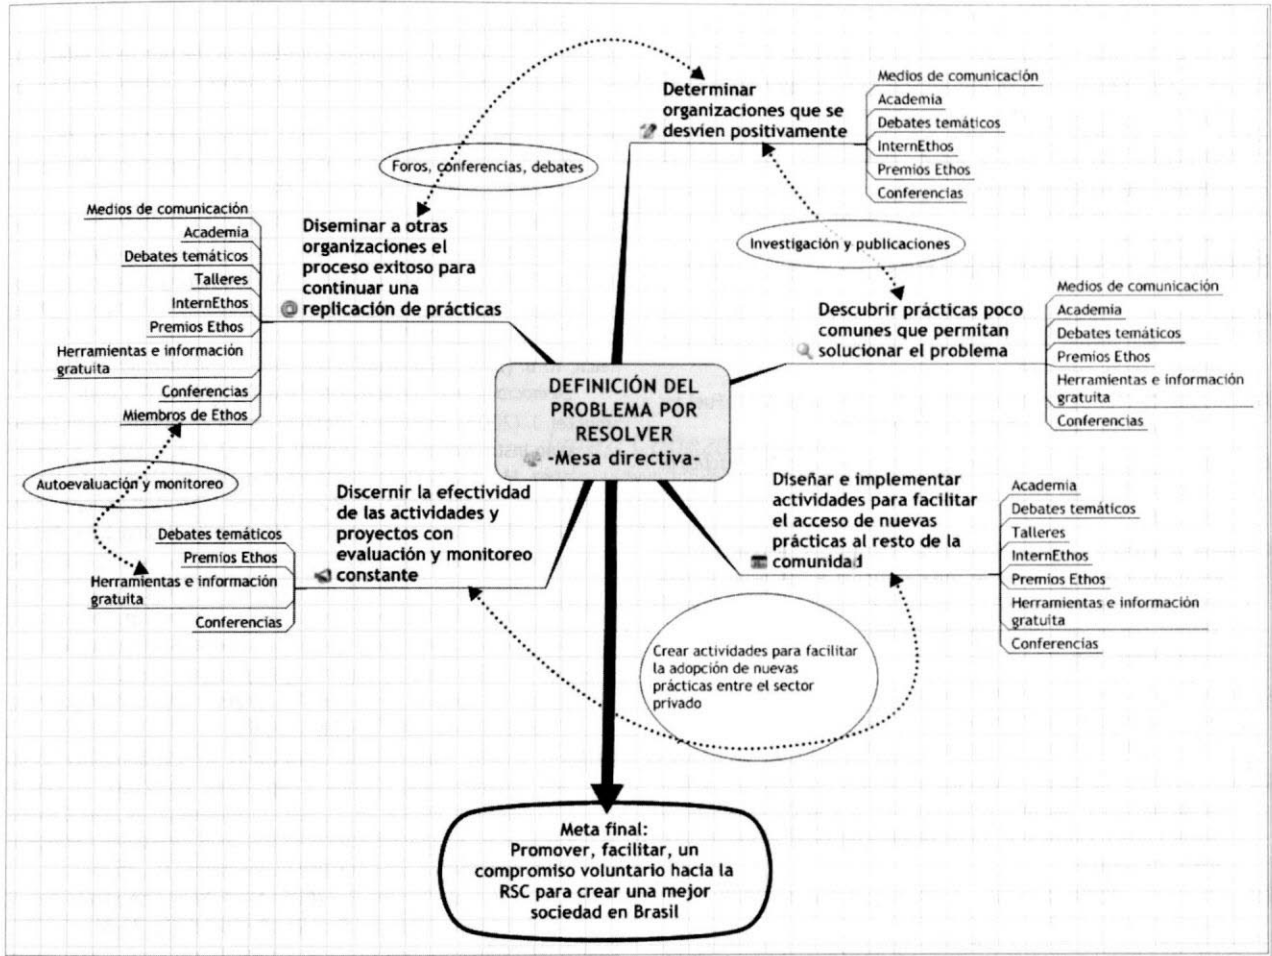 Determinar
organizaciones que se
desvíen positivamente
Medios de comunicación
Academia
Debates temáticos
InternEthos
Premios Ethos
Conferencias
Foros, conferencias, debates
Investigación y publicaciones
Diseminar a otras
organizaciones el
proceso exitoso para
continuar una
replicación de prácticas
Medios de comunicación
Academia
Debates temáticos
Talleres
InternEthos
Premios Ethos
Herramientas e información
gratuita
Conferencias
Miembros de Ethos
Descubrir prácticas poco
comunes que permitan
solucionar el problema
Medios de comunicación
Academia
Debates temáticos
Premios Ethos
Herramientas e información
gratuita
Conferencias
DEFINICIÓN DEL
PROBLEMA POR
RESOLVER
-Mesa directiva-
Autoevaluación y monitoreo
Discernir la efectividad
de las actividades y
proyectos con
evaluación y monitoreo
constante
Debates temáticos
Premios Ethos
Herramientas e información
gratuita
Conferencias
Diseñar e implementar
actividades para facilitar
el acceso de nuevas
prácticas al resto de la
comunidad
Academia
Debates temáticos
Talleres
InternEthos
Premios Ethos
Herramientas e información
gratuita
Conferencias
Crear actividades para facilitar
la adopción de nuevas
prácticas entre el sector
privado
Meta final:
Promover, facilitar, un
compromiso voluntario hacia la
RSC para crear una mejor
sociedad en Brasil